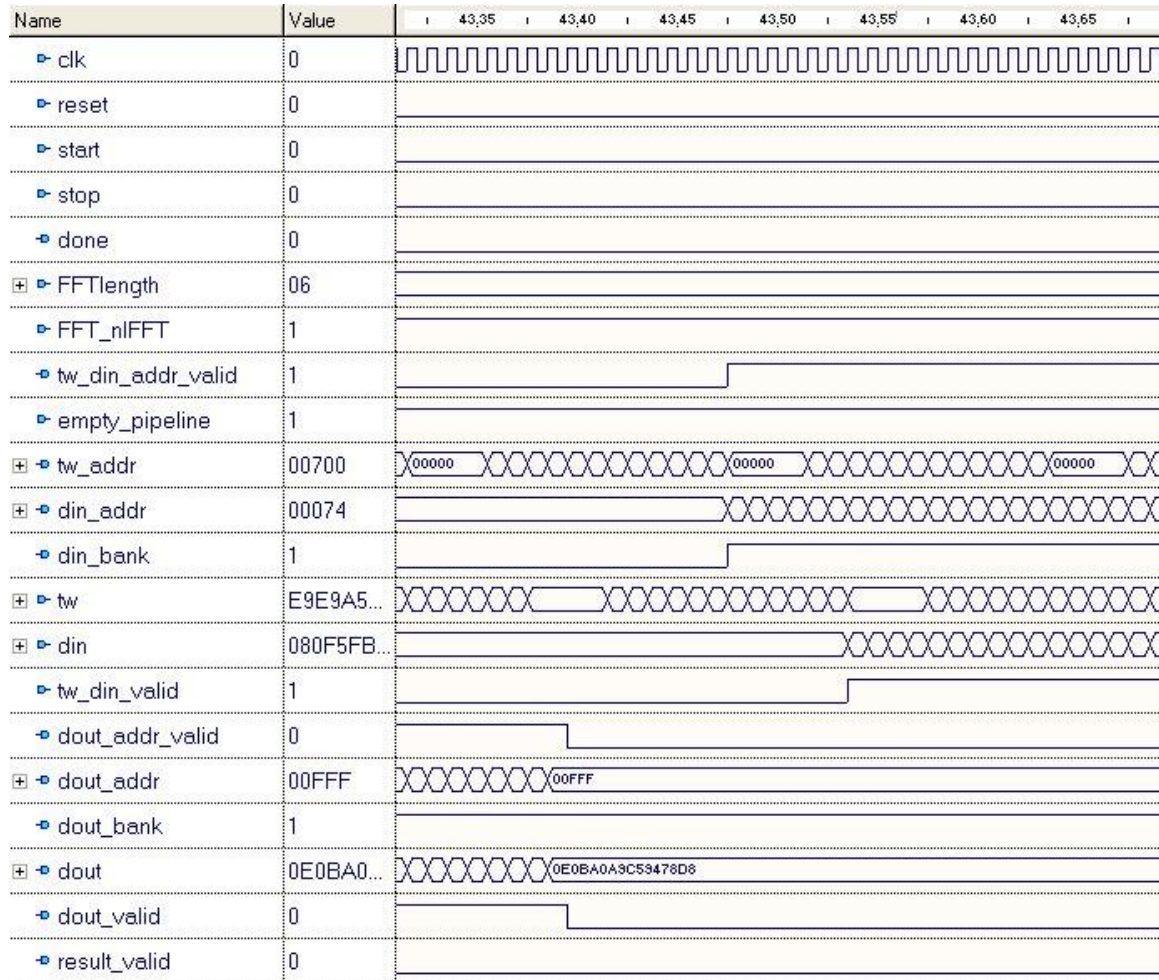 Name Value 43,35 43,40 43,45 43,50 43,55 43,60 43,65
clk 0
reset 0
start 0
stop 0
done 0
FFTlength 06
FFT_nIFFT 1
tw_din_addr_valid 1
empty_pipeline 1
tw_addr 00700 00000 00000 00000
din_addr 00074
din_bank 1
tw E9E9A5...
din 080F5FB...
tw_din_valid 1
dout_addr_valid 0
dout_addr 00FFF 00FFF
dout_bank 1
dout 0E0BA0... 0E0BA0A9C59478D8
dout_valid 0
result_valid 0